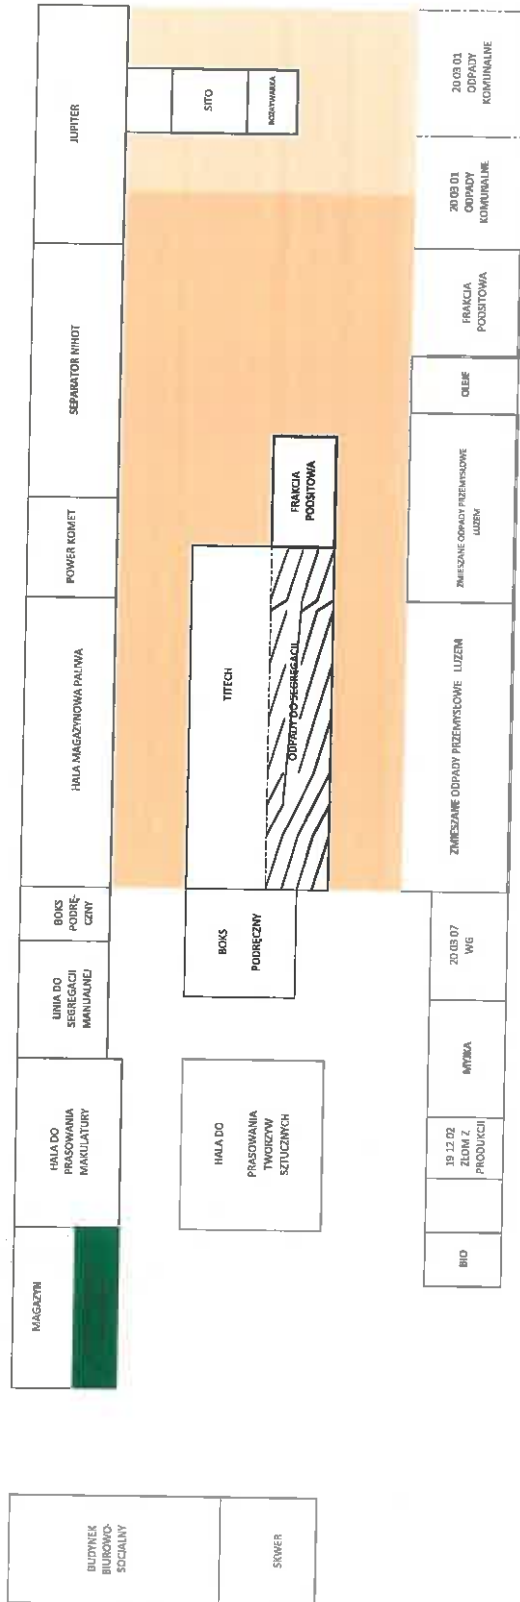 JUPITER
SITO
ROZRYWARKA
20 03 01
ODPADY
KOMUNALNE
20 03 01
ODPADY
KOMUNALNE
SEPARATOR NIHOT
FRAKCJA
PODSITOWA
OLEJE
FRAKCJA
PODSITOWA
POWER KOMET
ZMIESZANE ODPADY PRZEMYSŁOWE
LUZEM
HALA MAGAZYNOWA PALIWA
TITECH
ODPADY DO SEGREGACJI
ZMIESZANE ODPADY PRZEMYSŁOWE LUZEM
BOKS
PODRĘ-
CZNY
BOKS
PODRĘCZNY
20 03 07
WG
LINIA DO
SEGREGACJI
MANUALNEJ
MYJKA
HALA DO
PRASOWANIA
MAKULATURY
HALA DO
PRASOWANIA
TWORZYW
SZTUCZNYCH
19 12 02
ZŁOM Z
PRODUKCJI
BIO
MAGAZYN
BUDYNEK
BIUROWO-
SOCJALNY
SKWER